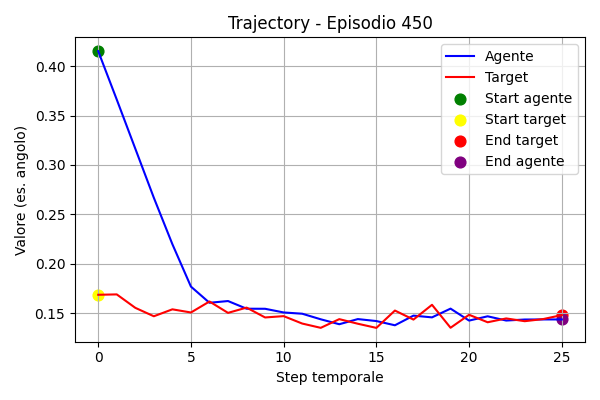 Trajectory - Episodio 450
Valore (es. angolo)
0.40
0.35
0.30
0.25
0.20
0.15
Agente
Target
Start agente
Start target
End target
End agente
0 5 10 15 20 25
Step temporale